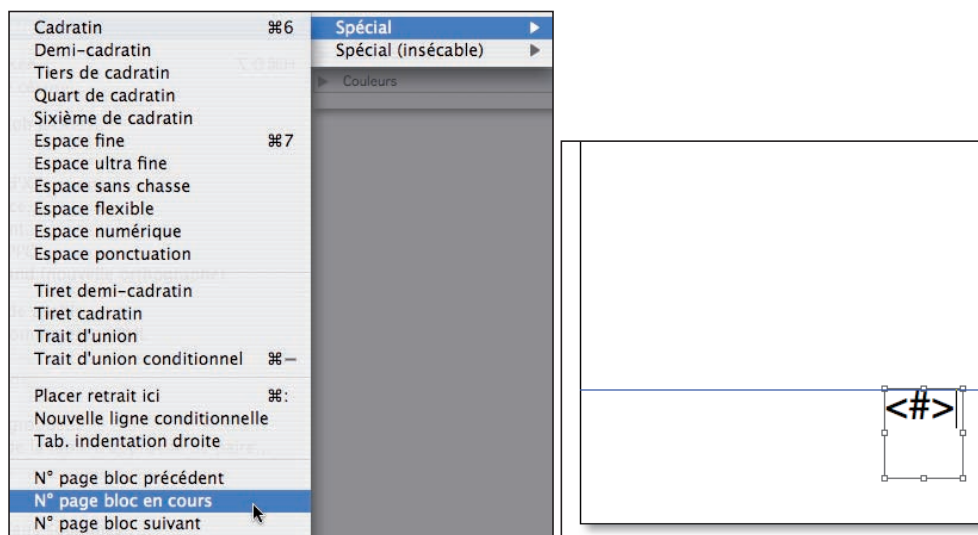 Cadratin ⌘6
Demi-cadratin
Tiers de cadratin
Quart de cadratin
Sixième de cadratin
Espace fine ⌘7
Espace ultra fine
Espace sans chasse
Espace flexible
Espace numérique
Espace ponctuation
Tiret demi-cadratin
Tiret cadratin
Trait d'union
Trait d'union conditionnel ⌘–
Placer retrait ici ⌘:
Nouvelle ligne conditionnelle
Tab. indentation droite
N° page bloc précédent
N° page bloc en cours
N° page bloc suivant
Spécial
Spécial (insécable)
Couleurs
<#>